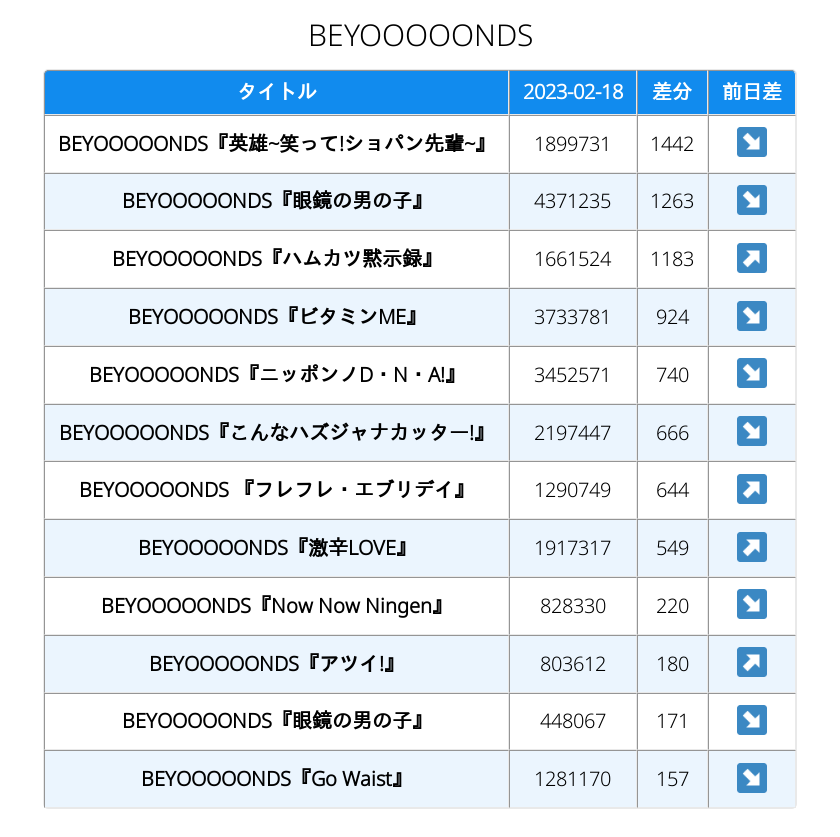 BEYOOOOONDS
タイトル 2023-02-18 差分 前日差
BEYOOOOONDS『英雄~笑って!ショパン先輩~』 1899731 1442 ↘
BEYOOOOONDS『眼鏡の男の子』 4371235 1263 ↘
BEYOOOOONDS『ハムカツ黙示録』 1661524 1183 ↗
BEYOOOOONDS『ビタミンME』 3733781 924 ↘
BEYOOOOONDS『ニッポンノD・N・A!』 3452571 740 ↘
BEYOOOOONDS『こんなハズジャナカッター!』 2197447 666 ↘
BEYOOOOONDS 『フレフレ・エブリデイ』 1290749 644 ↗
BEYOOOOONDS『激辛LOVE』 1917317 549 ↗
BEYOOOOONDS『Now Now Ningen』 828330 220 ↘
BEYOOOOONDS『アツイ!』 803612 180 ↗
BEYOOOOONDS『眼鏡の男の子』 448067 171 ↘
BEYOOOOONDS『Go Waist』 1281170 157 ↘